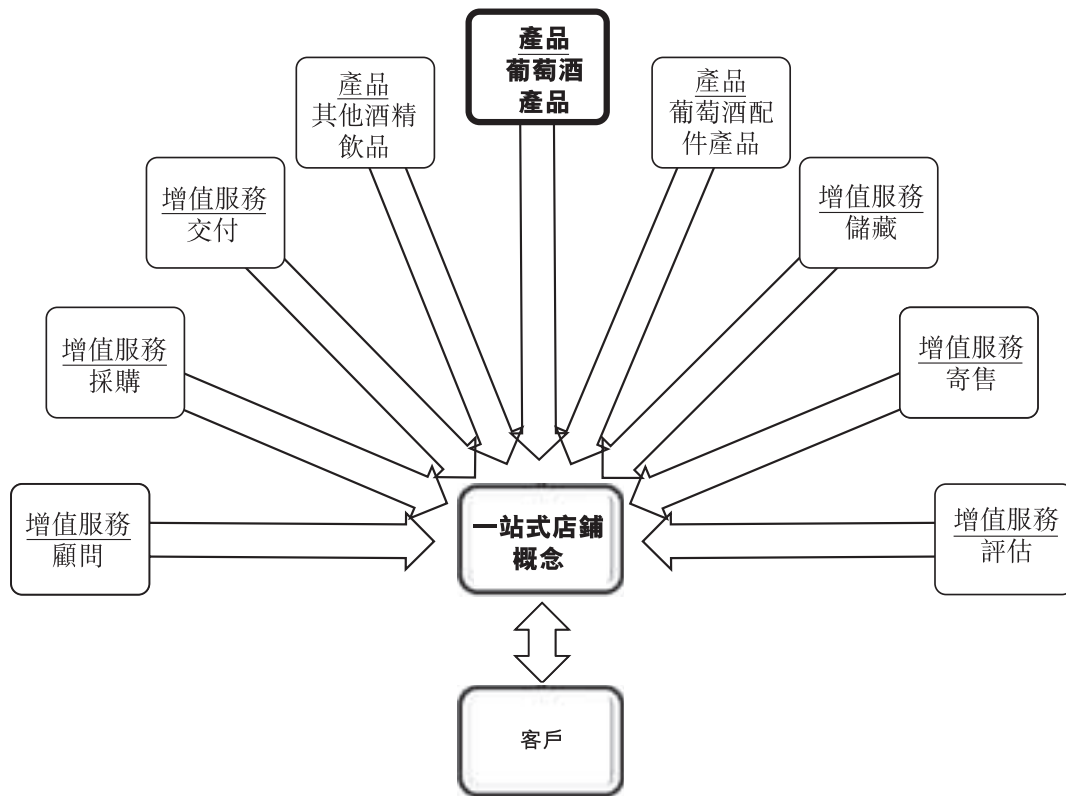 產品
葡萄酒
產品
產品
其他酒精
飲品
產品
葡萄酒配
件產品
增值服務
交付
增值服務
儲藏
增值服務
採購
增值服務
寄售
增值服務
顧問
一站式店鋪
概念
增值服務
評估
客戶